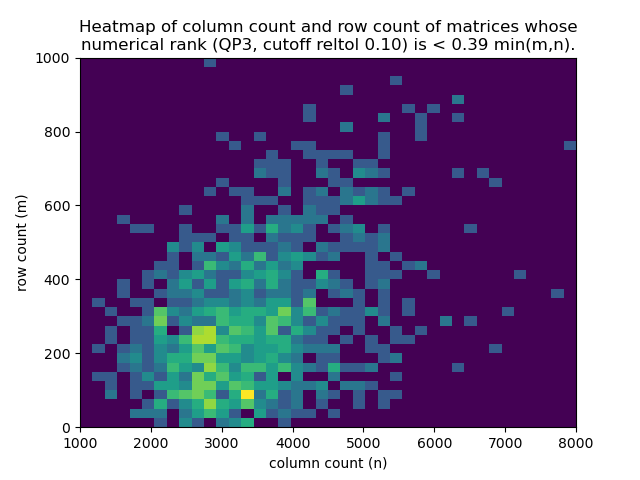 Heatmap of column count and row count of matrices whose
numerical rank (QP3, cutoff reltol 0.10) is < 0.39 min(m,n).
1000
800
600
400
200
0
row count (m)
1000 2000 3000 4000 5000 6000 7000 8000
column count (n)